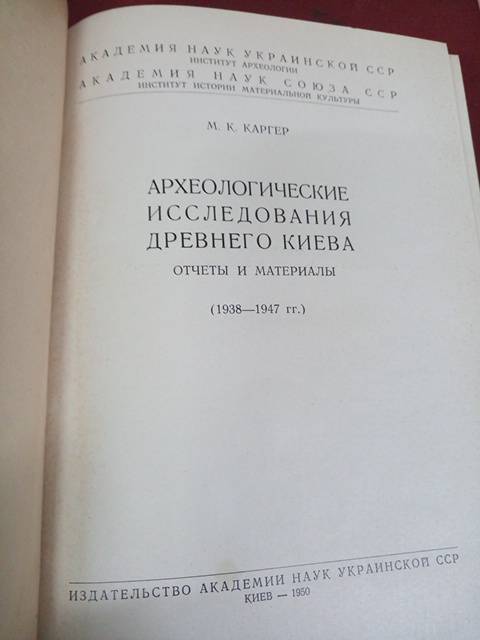 АКАДЕМИЯ НАУК УКРАИНСКОЙ ССР
ИНСТИТУТ АРХЕОЛОГИИ
АКАДЕМИЯ НАУК СОЮЗА ССР
ИНСТИТУТ ИСТОРИИ МАТЕРИАЛЬНОЙ КУЛЬТУРЫ
М. К. КАРГЕР
АРХЕОЛОГИЧЕСКИЕ
ИССЛЕДОВАНИЯ
ДРЕВНЕГО КИЕВА
ОТЧЕТЫ И МАТЕРИАЛЫ
(1938—1947 гг.)
ИЗДАТЕЛЬСТВО АКАДЕМИИ НАУК УКРАИНСКОЙ ССР
КИЕВ — 1950